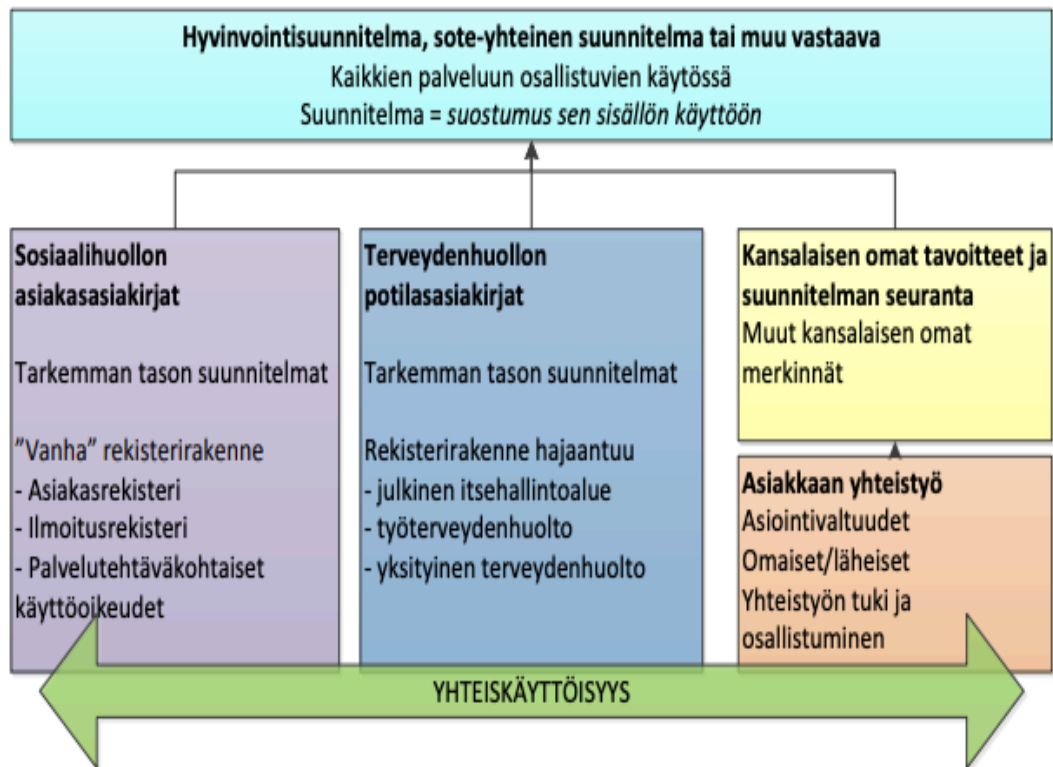 Hyvinvointisuunnitelma, sote-yhteinen suunnitelma tai muu vastaava
Kaikkien palveluun osallistuvien käytössä
Suunnitelma = suostumus sen sisällön käyttöön
Sosiaalihuollon
asiakasasiakirjat
Tarkemman tason suunnitelmat
”Vanha” rekisterirakenne
- Asiakasrekisteri
- Ilmoitusrekisteri
- Palvelutehtäväkohtaiset
käyttöoikeudet
Terveydenhuollon
potilasasiakirjat
Tarkemman tason suunnitelmat
Rekisterirakenne hajaantuu
- julkinen itsehallintoalue
- työterveydenhuolto
- yksityinen terveydenhuolto
Kansalaisen omat tavoitteet ja
suunnitelman seuranta
Muut kansalaisen omat
merkinnät
Asiakkaan yhteistyö
Asiointivaltuudet
Omaiset/läheiset
Yhteistyön tuki ja
osallistuminen
YHTEISKÄYTTÖISYYS